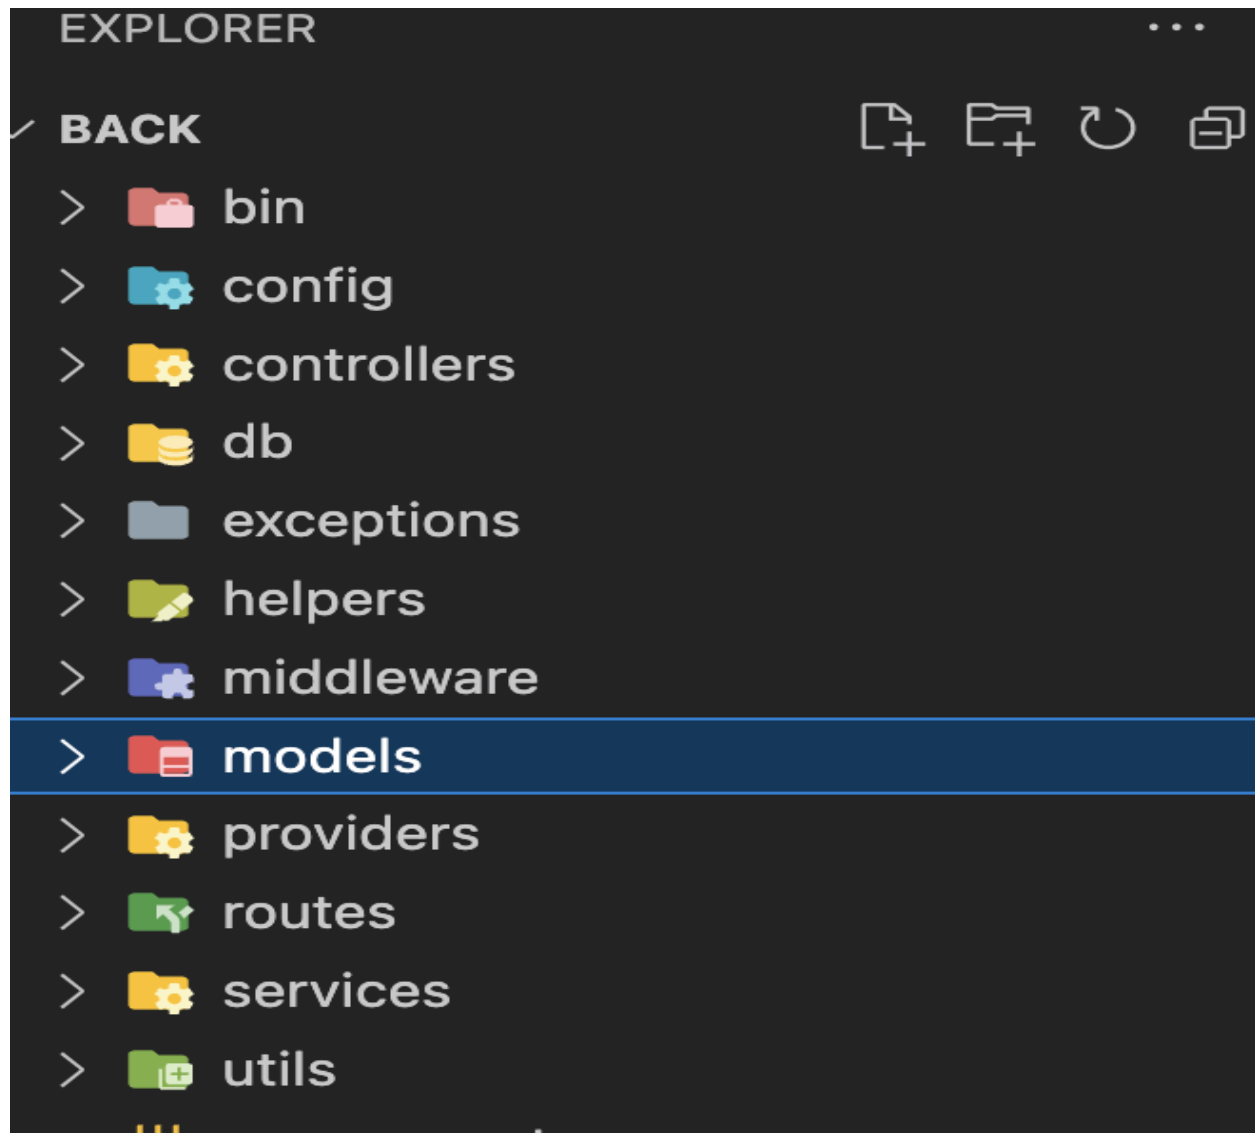 EXPLORER
BACK
bin
config
controllers
db
exceptions
helpers
middleware
models
providers
routes
services
utils